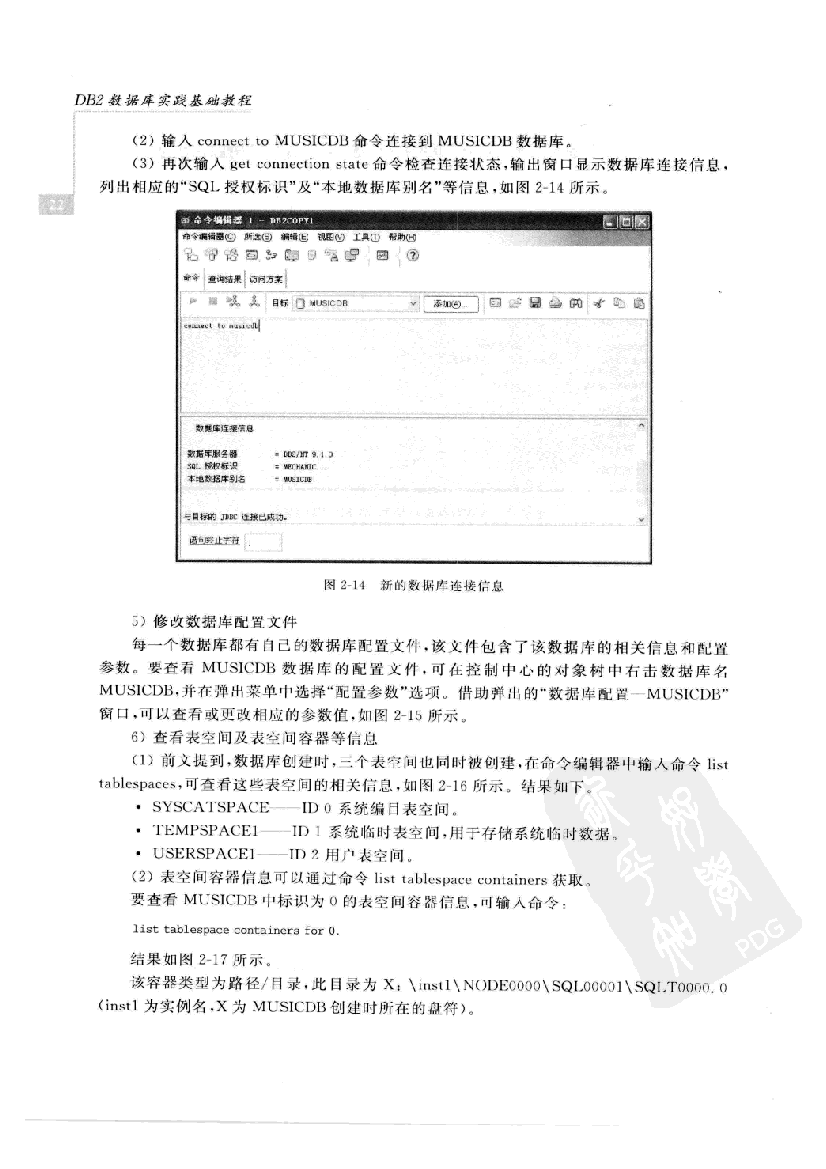 DB2 数据库实践基础教程
(2) 输入 connect to MUSICDB 命令连接到 MUSICDB 数据库。
(3) 再次输入 get connection state 命令检查连接状态,输出窗口显示数据库连接信息,
列出相应的“SQL 授权标识”及“本地数据库别名”等信息,如图 2-14 所示。
22
命令编辑器 1 - DB2COPY1
命令编辑器(C) 所选(S) 编辑(E) 视图(V) 工具(T) 帮助(H)
命令 查询结果 访问方案
目标 MUSICDB 添加(A)...
connect to musicdb
数据库连接信息
数据库服务器 = DB2/NT 9.1.0
SQL 授权标识 = MECHANIC...
本地数据库别名 = MUSICDB
与目标的 JDBC 连接已成功。
语句终止字符
图 2-14 新的数据库连接信息
5) 修改数据库配置文件
每一个数据库都有自己的数据库配置文件,该文件包含了该数据库的相关信息和配置
参数。要查看 MUSICDB 数据库的配置文件,可在控制中心的对象树中右击数据库名
MUSICDB,并在弹出菜单中选择“配置参数”选项。借助弹出的“数据库配置—MUSICDB”
窗口,可以查看或更改相应的参数值,如图 2-15 所示。
6) 查看表空间及表空间容器等信息
(1) 前文提到,数据库创建时,三个表空间也同时被创建,在命令编辑器中输入命令 list
tablespaces,可查看这些表空间的相关信息,如图 2-16 所示。结果如下。
• SYSCATSPACE——ID 0 系统编目表空间。
• TEMPSPACE1——ID 1 系统临时表空间,用于存储系统临时数据。
• USERSPACE1——ID 2 用户表空间。
(2) 表空间容器信息可以通过命令 list tablespace containers 获取。
要查看 MUSICDB 中标识为 0 的表空间容器信息,可输入命令:
list tablespace containers for 0.
结果如图 2-17 所示。
该容器类型为路径/目录,此目录为 X: \inst1\NODE0000\SQL00001\SQLT0000.0
(inst1 为实例名,X 为 MUSICDB 创建时所在的盘符)。
PDG